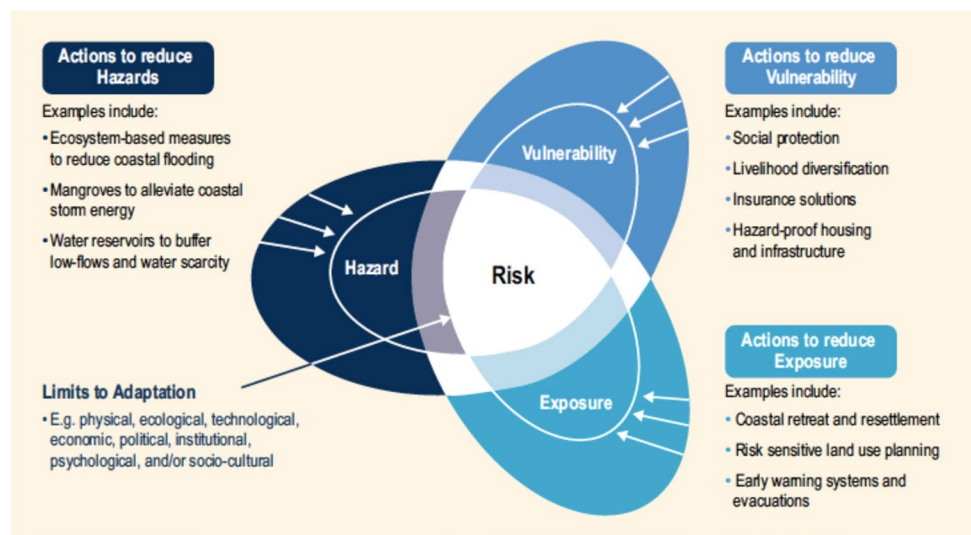 Actions to reduce
Hazards
Examples include:
• Ecosystem-based measures
to reduce coastal flooding
• Mangroves to alleviate coastal
storm energy
• Water reservoirs to buffer
low-flows and water scarcity
Limits to Adaptation
• E.g. physical, ecological, technological,
economic, political, institutional,
psychological, and/or socio-cultural
Vulnerability
Hazard
Risk
Exposure
Actions to reduce
Vulnerability
Examples include:
• Social protection
• Livelihood diversification
• Insurance solutions
• Hazard-proof housing
and infrastructure
Actions to reduce
Exposure
Examples include:
• Coastal retreat and resettlement
• Risk sensitive land use planning
• Early warning systems and
evacuations